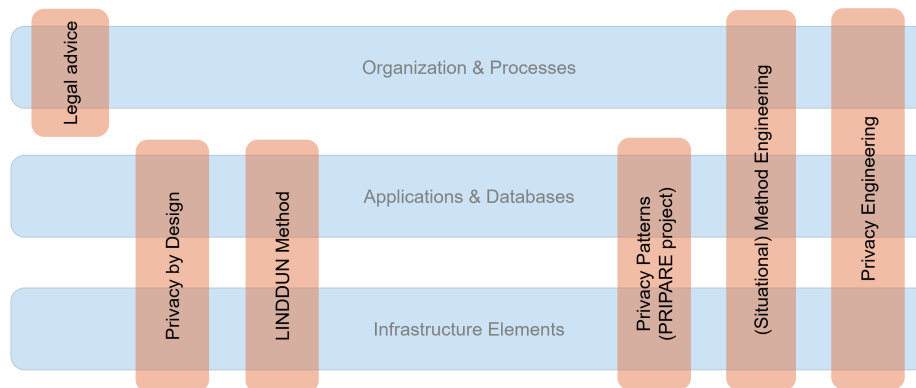 Legal advice
Organization & Processes
Privacy by Design
LINDDUN Method
Applications & Databases
Infrastructure Elements
Privacy Patterns
(PRIPARE project)
(Situational) Method Engineering
Privacy Engineering